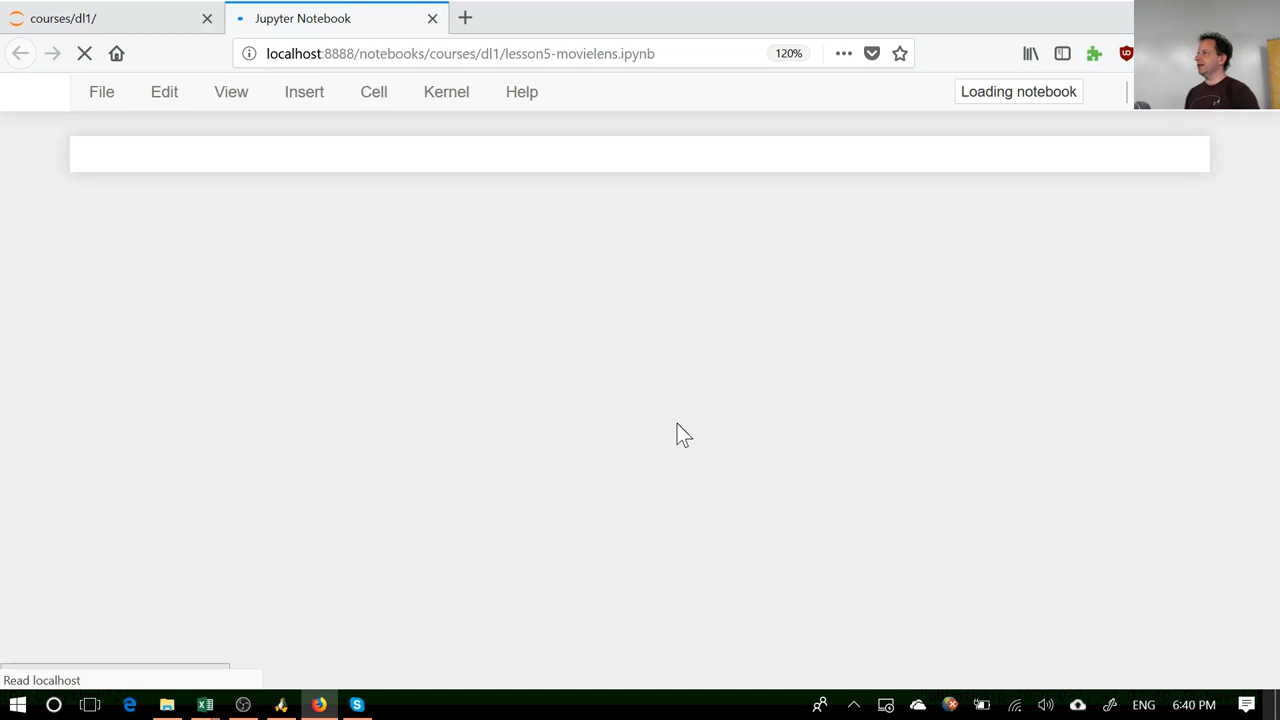 courses/dl1/
Jupyter Notebook
localhost:8888/notebooks/courses/dl1/lesson5-movielens.ipynb
120%
File Edit View Insert Cell Kernel Help
Loading notebook
Read localhost
ENG
6:40 PM